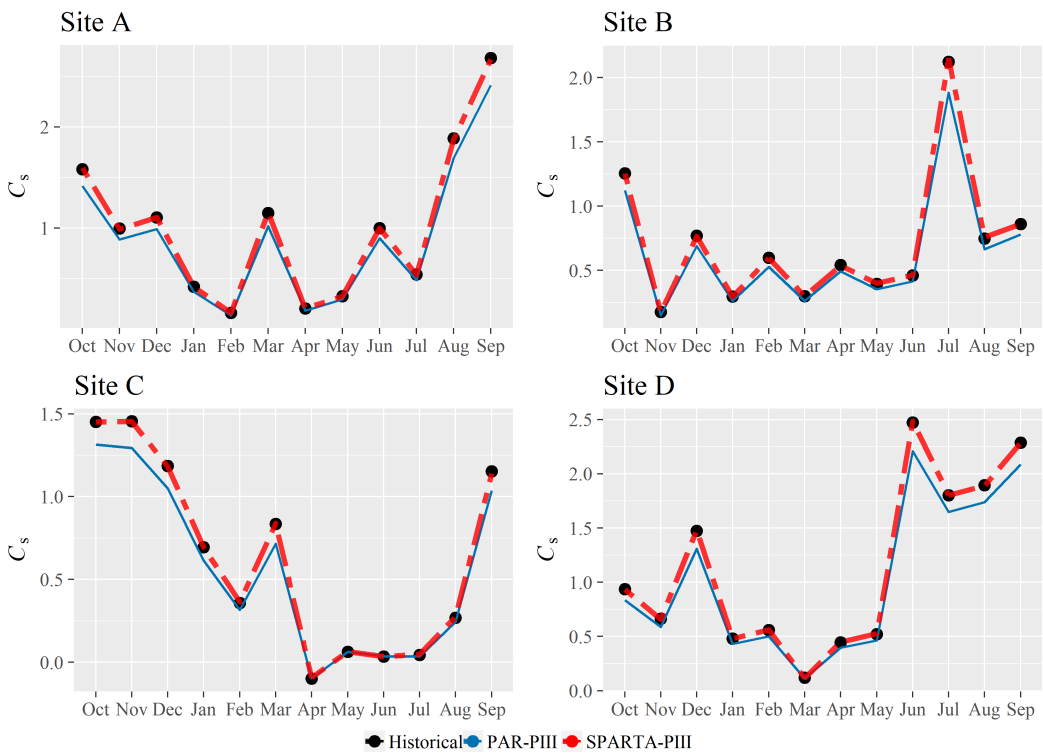 Site A
Site B
C s
2
1
Oct Nov Dec Jan Feb Mar Apr May Jun Jul Aug Sep
C s
2.0
1.5
1.0
0.5
Oct Nov Dec Jan Feb Mar Apr May Jun Jul Aug Sep
Site C
Site D
C s
1.5
1.0
0.5
0.0
Oct Nov Dec Jan Feb Mar Apr May Jun Jul Aug Sep
C s
2.5
2.0
1.5
1.0
0.5
0.0
Oct Nov Dec Jan Feb Mar Apr May Jun Jul Aug Sep
Historical PAR-PIII SPARTA-PIII